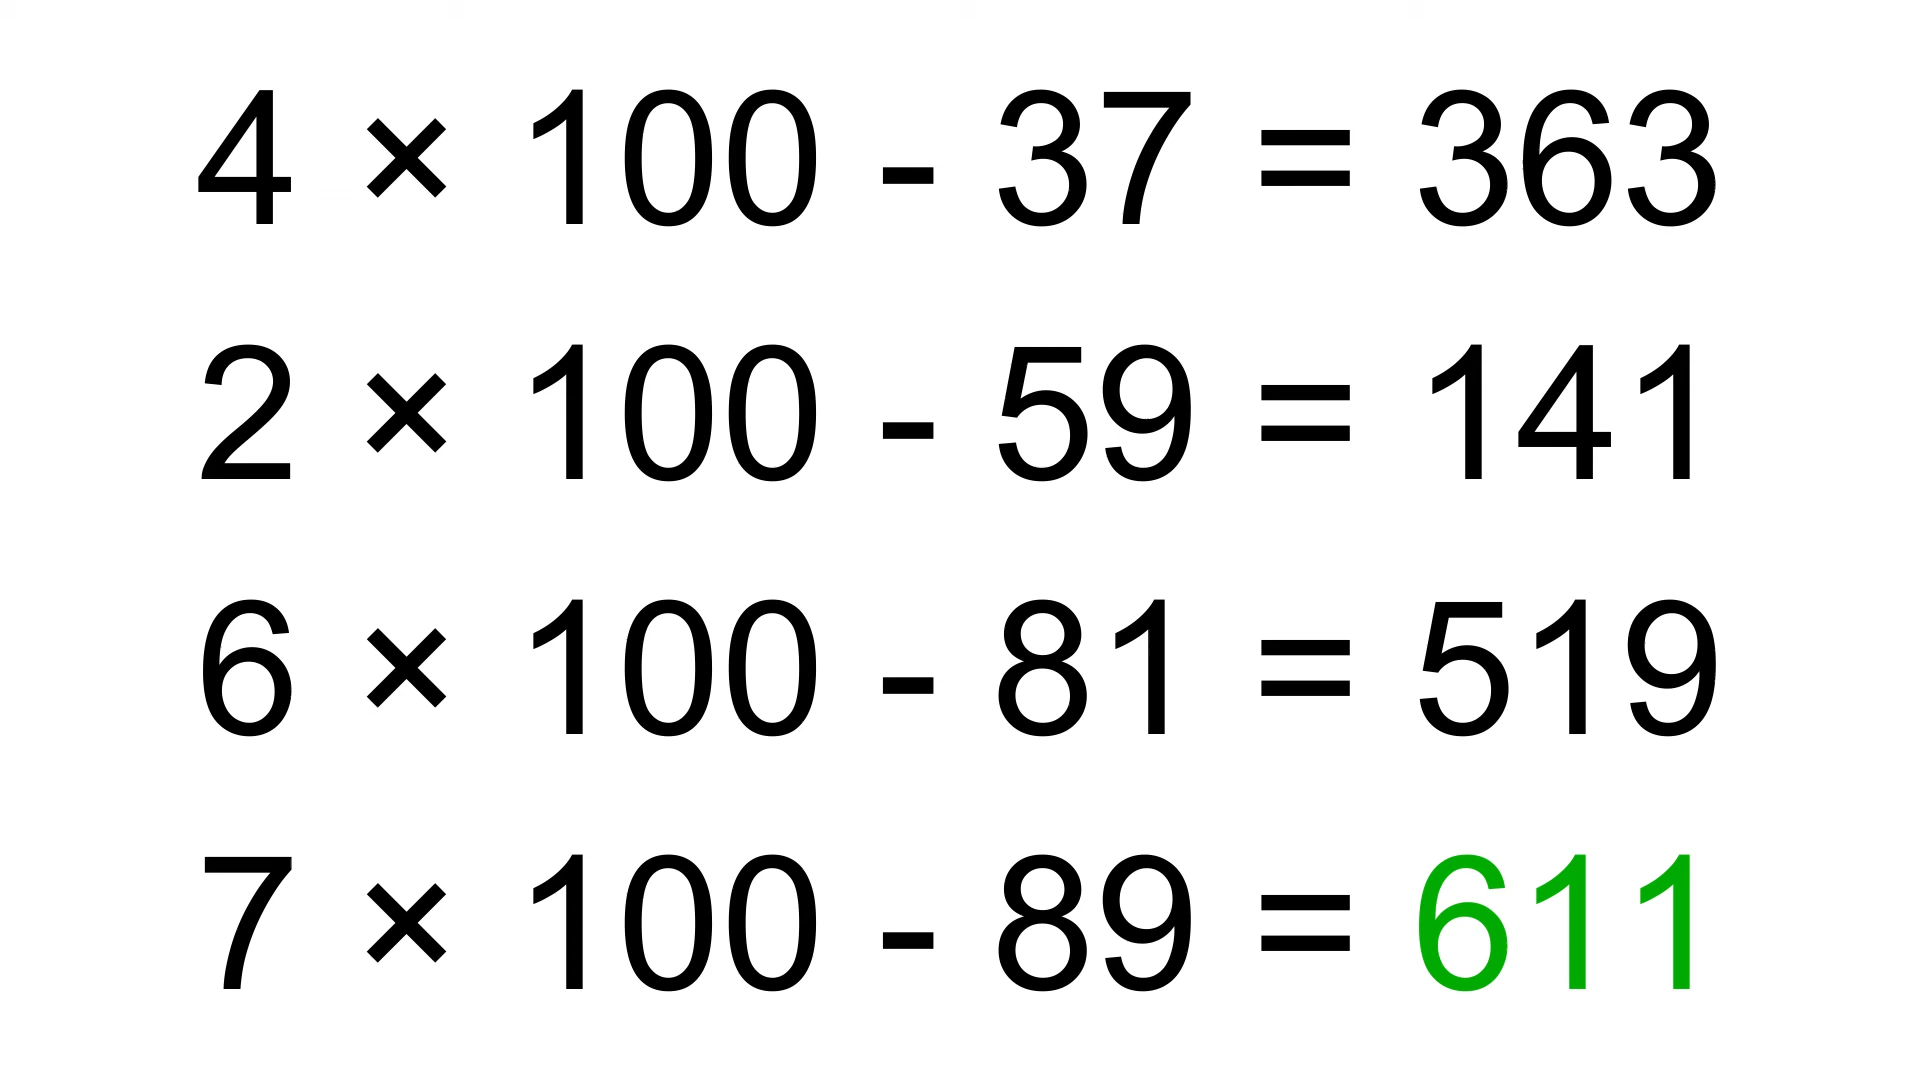 4 × 100 - 37 = 363
2 × 100 - 59 = 141
6 × 100 - 81 = 519
7 × 100 - 89 = 611